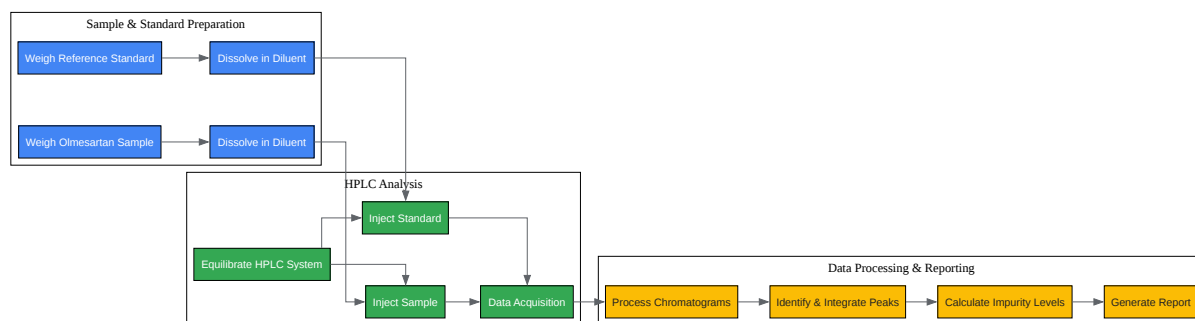 Sample & Standard Preparation
Weigh Reference Standard
Dissolve in Diluent
Weigh Olmesartan Sample
Dissolve in Diluent
HPLC Analysis
Inject Standard
Equilibrate HPLC System
Inject Sample
Data Acquisition
Data Processing & Reporting
Process Chromatograms
Identify & Integrate Peaks
Calculate Impurity Levels
Generate Report